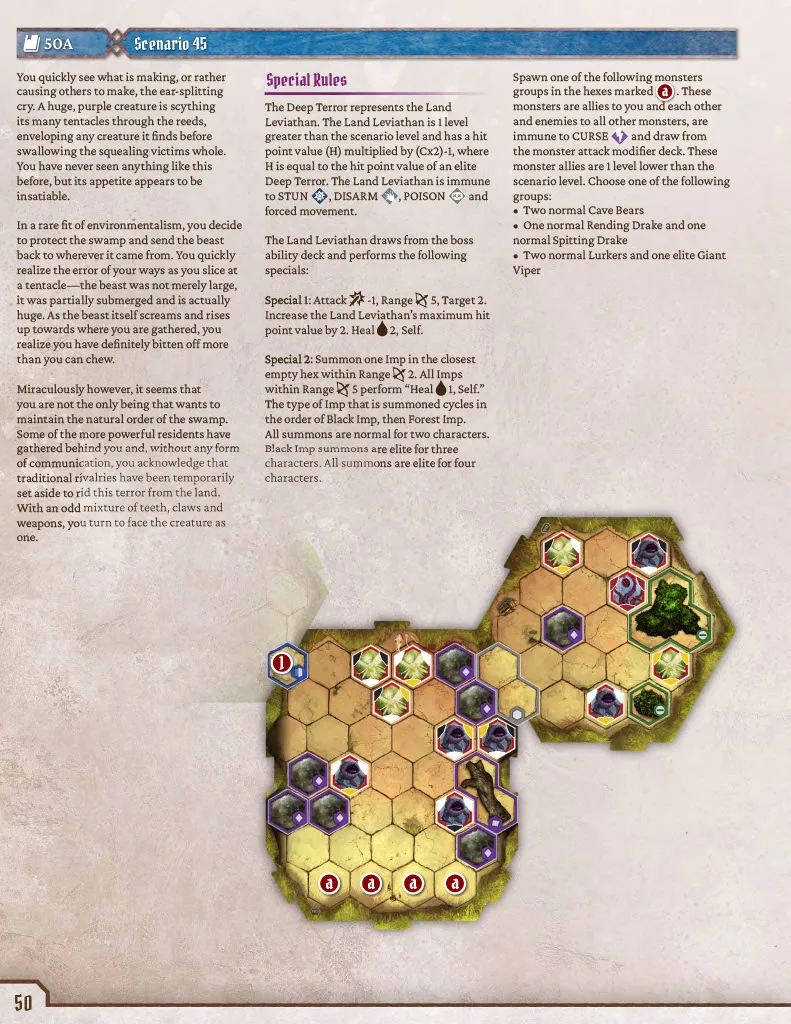 50A
Scenario 45
You quickly see what is making, or rather
causing others to make, the ear-splitting
cry. A huge, purple creature is scything
its many tentacles through the reeds,
enveloping any creature it finds before
swallowing the squealing victims whole.
You have never seen anything like this
before, but its appetite appears to be
insatiable.
In a rare fit of environmentalism, you decide
to protect the swamp and send the beast
back to wherever it came from. You quickly
realize the error of your ways as you slice at
a tentacle—the beast was not merely large,
it was partially submerged and is actually
huge. As the beast itself screams and rises
up towards where you are gathered, you
realize you have definitely bitten off more
than you can chew.
Miraculously however, it seems that
you are not the only being that wants to
maintain the natural order of the swamp.
Some of the more powerful residents have
gathered behind you and, without any form
of communication, you acknowledge that
traditional rivalries have been temporarily
set aside to rid this terror from the land.
With an odd mixture of teeth, claws and
weapons, you turn to face the creature as
one.
Special Rules
The Deep Terror represents the Land
Leviathan. The Land Leviathan is 1 level
greater than the scenario level and has a hit
point value (H) multiplied by (Cx2)-1, where
H is equal to the hit point value of an elite
Deep Terror. The Land Leviathan is immune
to STUN , DISARM , POISON and
forced movement.
The Land Leviathan draws from the boss
ability deck and performs the following
specials:
Special 1: Attack -1, Range 5, Target 2.
Increase the Land Leviathan's maximum hit
point value by 2. Heal 2, Self.
Special 2: Summon one Imp in the closest
empty hex within Range 2. All Imps
within Range 5 perform “Heal 1, Self.”
The type of Imp that is summoned cycles in
the order of Black Imp, then Forest Imp.
All summons are normal for two characters.
Black Imp summons are elite for three
characters. All summons are elite for four
characters.
Spawn one of the following monsters
groups in the hexes marked a . These
monsters are allies to you and each other
and enemies to all other monsters, are
immune to CURSE and draw from
the monster attack modifier deck. These
monster allies are 1 level lower than the
scenario level. Choose one of the following
groups:
• Two normal Cave Bears
• One normal Rending Drake and one
normal Spitting Drake
• Two normal Lurkers and one elite Giant
Viper
1
a a a a
50